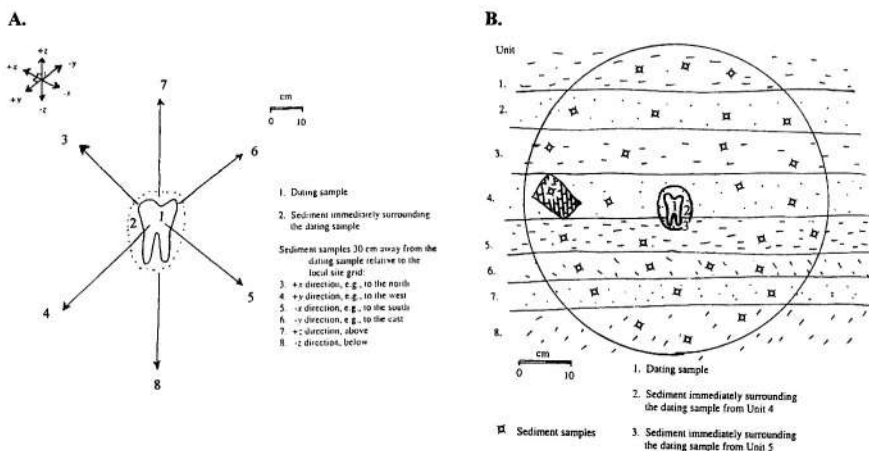 A.
+z
+x
-y
+y
-x
-z
7
cm
0 10
3
6
2
1
4
5
8
1. Dating sample
2. Sediment immediately surrounding
the dating sample
Sediment samples 30 cm away from the
dating sample relative to the
local site grid:
3. +x direction, e.g., to the north
4. +y direction, e.g., to the west
5. -x direction, e.g., to the south
6. -y direction, e.g., to the east
7. +z direction, above
8. -z direction, below
B.
Unit
1.
2.
3.
4.
1
2
5.
6.
7.
8.
cm
0 10
Sediment samples
1. Dating sample
2. Sediment immediately surrounding
the dating sample from Unit 4
3. Sediment immediately surrounding
the dating sample from Unit 5